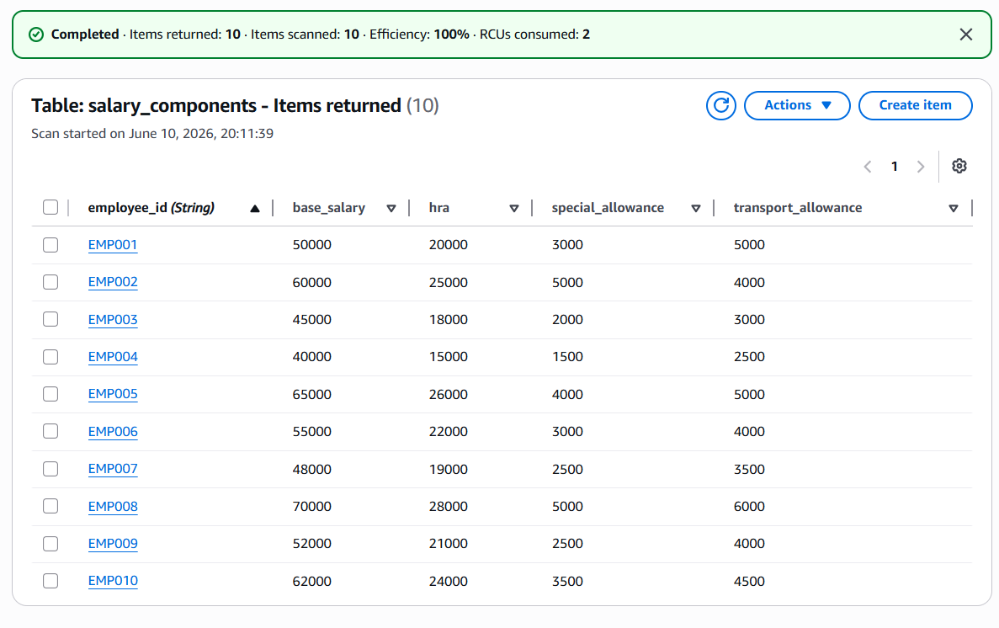 Completed · Items returned: 10 · Items scanned: 10 · Efficiency: 100% · RCUs consumed: 2
Table: salary_components - Items returned (10)
Actions
Create item
Scan started on June 10, 2026, 20:11:39
1
employee_id (String) base_salary hra special_allowance transport_allowance
EMP001 50000 20000 3000 5000
EMP002 60000 25000 5000 4000
EMP003 45000 18000 2000 3000
EMP004 40000 15000 1500 2500
EMP005 65000 26000 4000 5000
EMP006 55000 22000 3000 4000
EMP007 48000 19000 2500 3500
EMP008 70000 28000 5000 6000
EMP009 52000 21000 2500 4000
EMP010 62000 24000 3500 4500